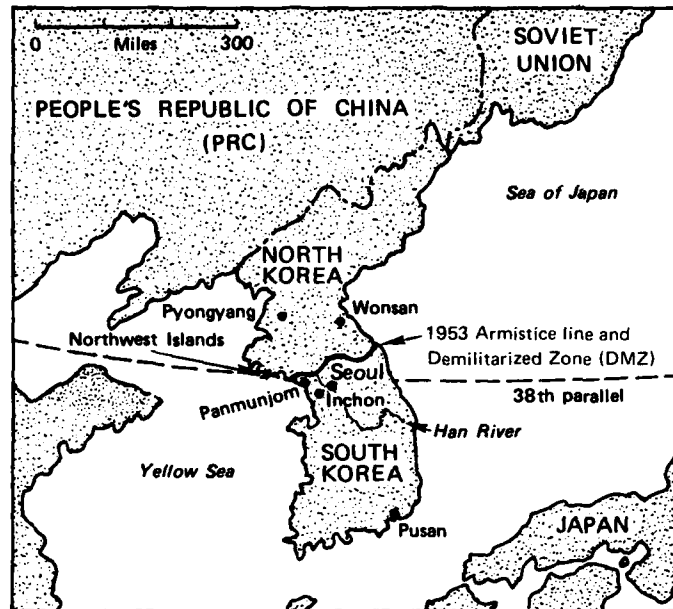 0 Miles 300
SOVIET
UNION
PEOPLE'S REPUBLIC OF CHINA
(PRC)
Sea of Japan
NORTH
KOREA
Pyongyang
Wonsan
Northwest Islands
1953 Armistice line and
Demilitarized Zone (DMZ)
Seoul
Panmunjom
Inchon
38th parallel
Han River
Yellow Sea
SOUTH
KOREA
Pusan
JAPAN